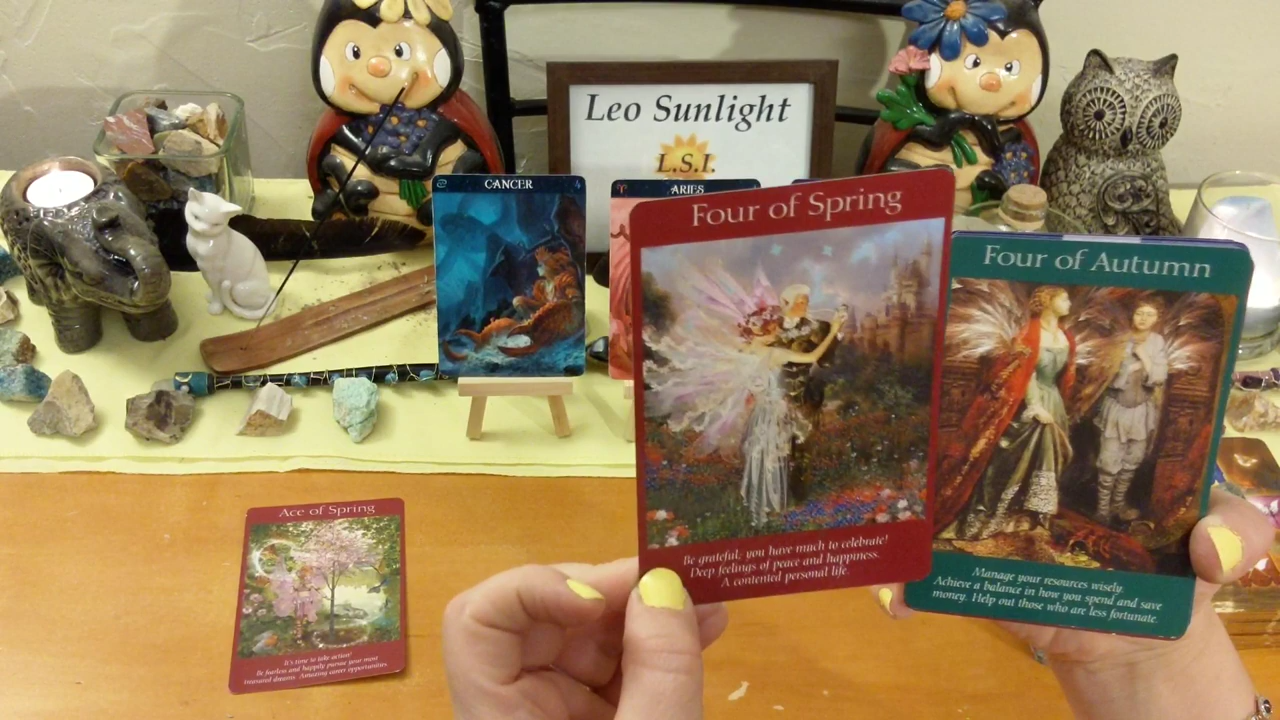 Leo Sunlight
L.S.I.
CANCER
ARIES
Four of Spring
Be grateful; you have much to celebrate!
Deep feelings of peace and happiness.
A contented personal life.
Four of Autumn
Manage your resources wisely.
Achieve a balance in how you spend and save
money. Help out those who are less fortunate.
Ace of Spring
It's time to take action!
Be fearless and happily pursue your most
treasured dreams. Amazing career opportunities.